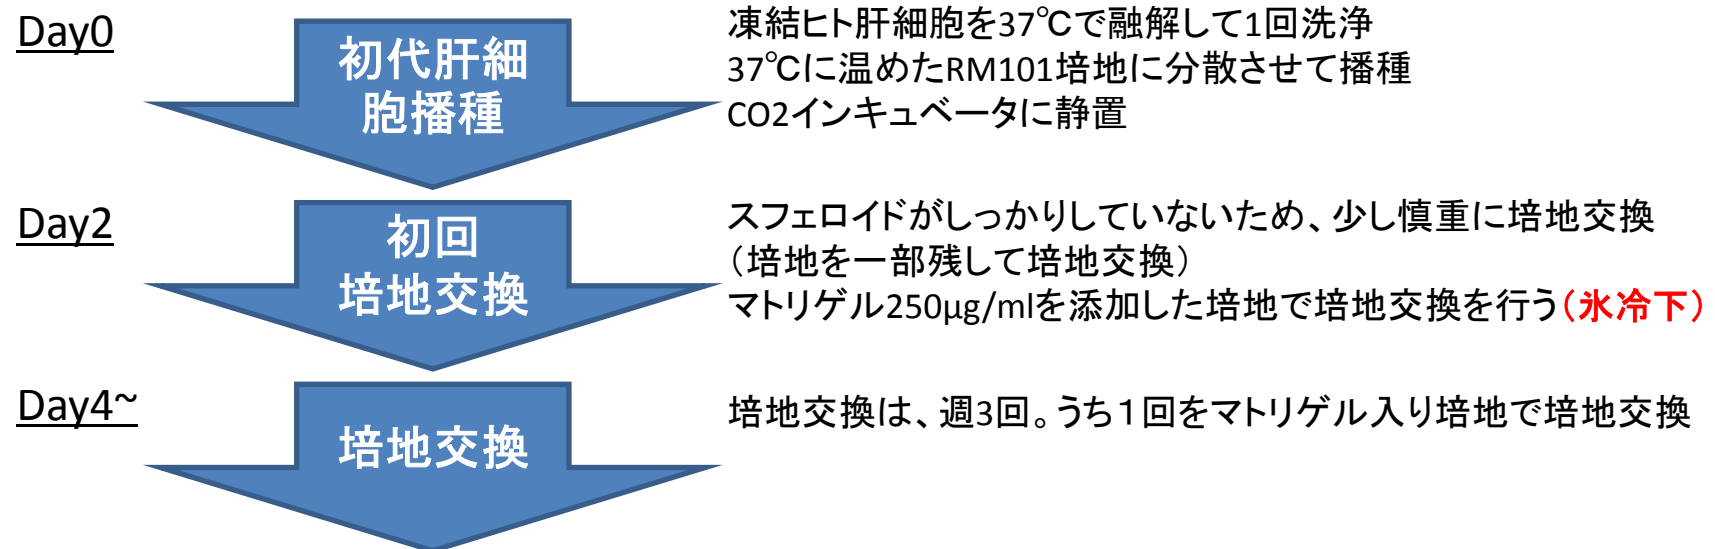 Day0
初代肝細
胞播種
凍結ヒト肝細胞を37℃で融解して1回洗浄
37℃に温めたRM101培地に分散させて播種
CO2インキュベータに静置
Day2
初回
培地交換
スフェロイドがしっかりしていないため、少し慎重に培地交換
（培地を一部残して培地交換）
マトリゲル250μg/mlを添加した培地で培地交換を行う（氷冷下）
Day4~
培地交換
培地交換は、週3回。うち１回をマトリゲル入り培地で培地交換